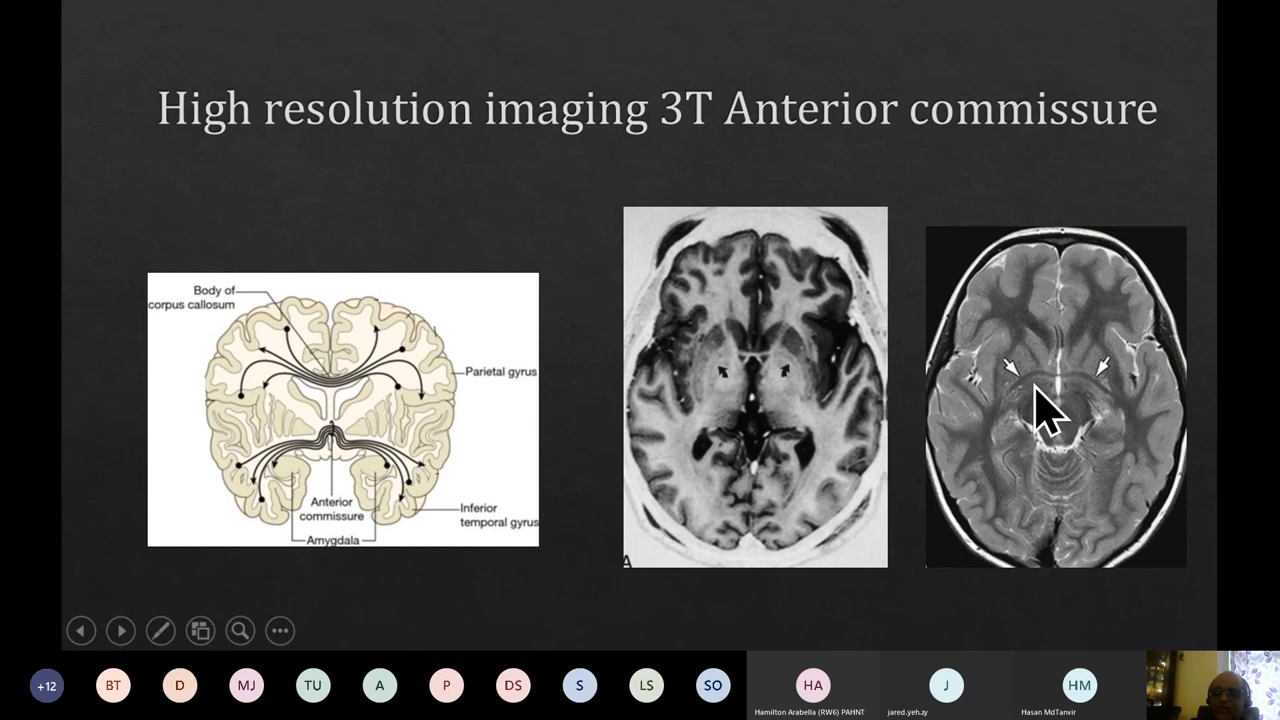 High resolution imaging 3T Anterior commissure
Body of
corpus callosum
Parietal gyrus
Anterior
commissure
Inferior
temporal gyrus
Amygdala
A
+12
BT
D
MJ
TU
A
P
DS
S
LS
SO
HA
J
HM
Hamilton Arabella (RW6) PAHNT
jared.yeh.zy
Hasan MdTanvir